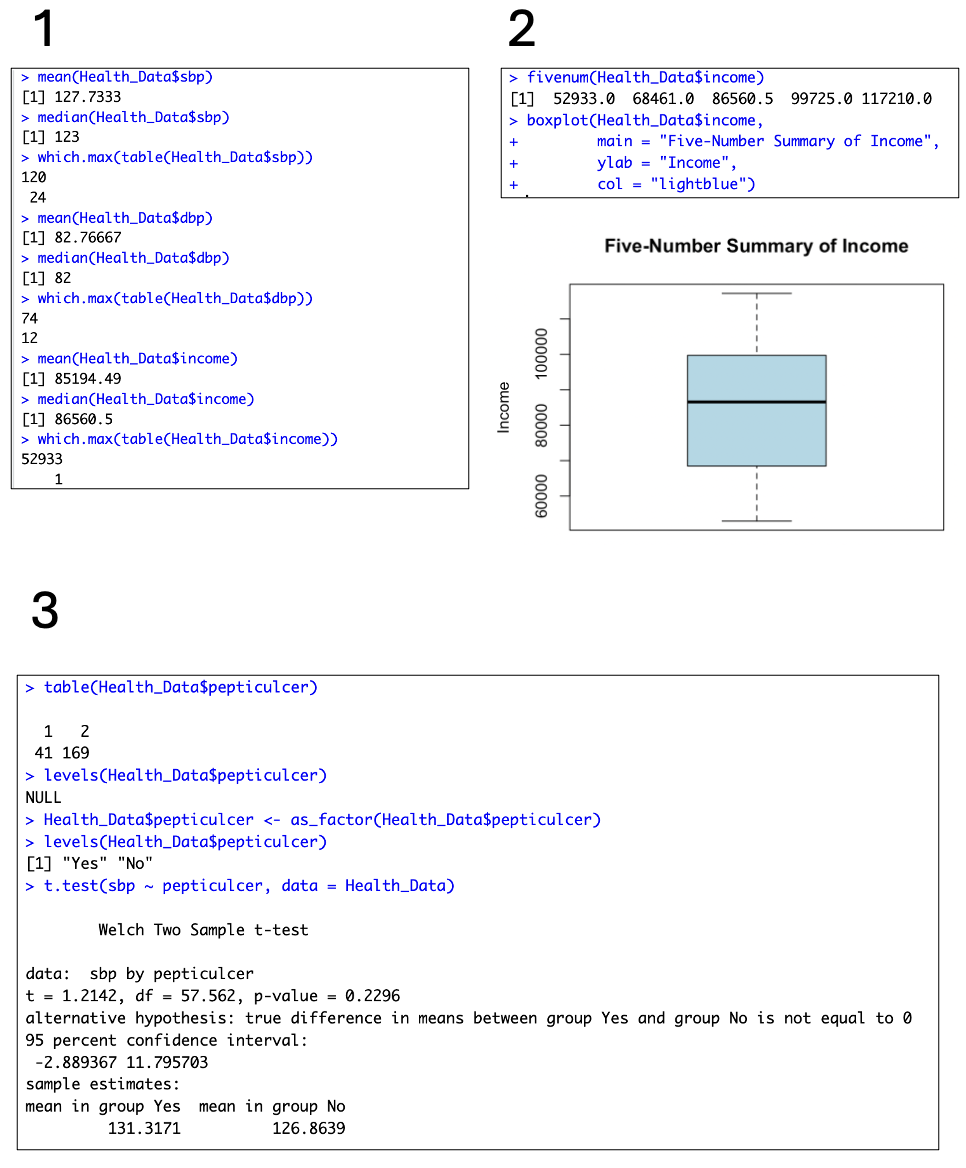 1
> mean(Health_Data$sbp)
[1] 127.7333
> median(Health_Data$sbp)
[1] 123
> which.max(table(Health_Data$sbp))
120
 24
> mean(Health_Data$dbp)
[1] 82.76667
> median(Health_Data$dbp)
[1] 82
> which.max(table(Health_Data$dbp))
74
12
> mean(Health_Data$income)
[1] 85194.49
> median(Health_Data$income)
[1] 86560.5
> which.max(table(Health_Data$income))
52933
    1
2
> fivenum(Health_Data$income)
[1]  52933.0  68461.0  86560.5  99725.0 117210.0
> boxplot(Health_Data$income,
+         main = "Five-Number Summary of Income",
+         ylab = "Income",
+         col = "lightblue")
Five-Number Summary of Income
100000
80000
60000
Income
3
> table(Health_Data$pepticulcer)
  1   2
 41 169
> levels(Health_Data$pepticulcer)
NULL
> Health_Data$pepticulcer <- as_factor(Health_Data$pepticulcer)
> levels(Health_Data$pepticulcer)
[1] "Yes" "No"
> t.test(sbp ~ pepticulcer, data = Health_Data)
        Welch Two Sample t-test
data:  sbp by pepticulcer
t = 1.2142, df = 57.562, p-value = 0.2296
alternative hypothesis: true difference in means between group Yes and group No is not equal to 0
95 percent confidence interval:
 -2.889367 11.795703
sample estimates:
mean in group Yes  mean in group No
         131.3171          126.8639